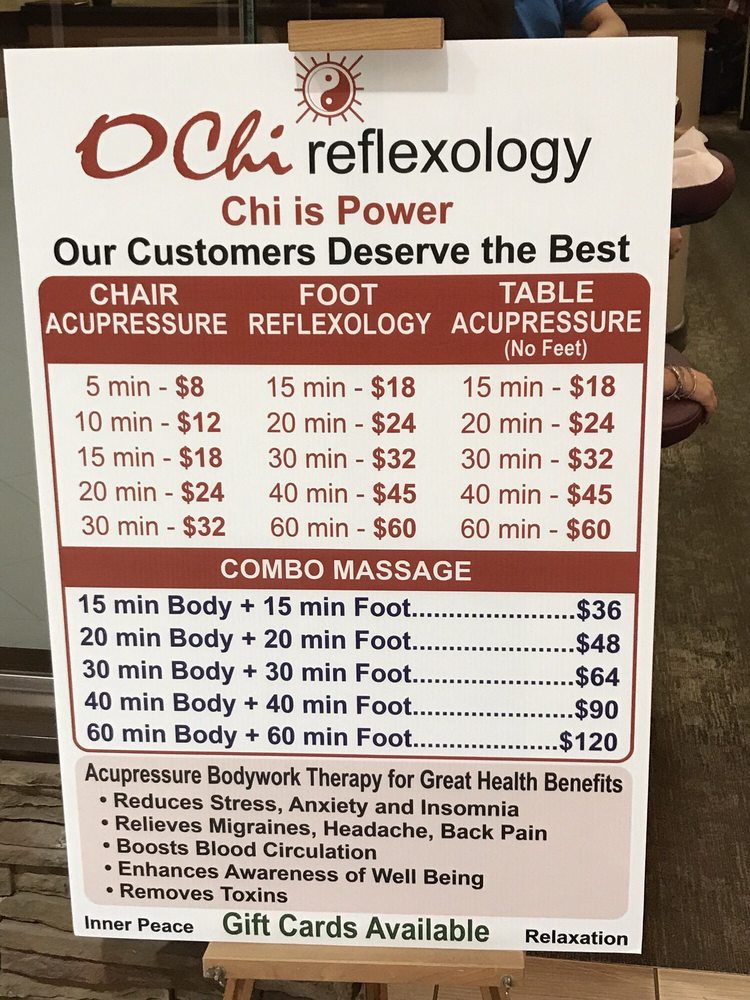 OChi reflexology
Chi is Power
Our Customers Deserve the Best
CHAIR ACUPRESSURE
5 min - $8
10 min - $12
15 min - $18
20 min - $24
30 min - $32
FOOT REFLEXOLOGY
15 min - $18
20 min - $24
30 min - $32
40 min - $45
60 min - $60
TABLE ACUPRESSURE
(No Feet)
15 min - $18
20 min - $24
30 min - $32
40 min - $45
60 min - $60
COMBO MASSAGE
15 min Body + 15 min Foot.......................$36
20 min Body + 20 min Foot.......................$48
30 min Body + 30 min Foot.......................$64
40 min Body + 40 min Foot.......................$90
60 min Body + 60 min Foot.....................$120
Acupressure Bodywork Therapy for Great Health Benefits
• Reduces Stress, Anxiety and Insomnia
• Relieves Migraines, Headache, Back Pain
• Boosts Blood Circulation
• Enhances Awareness of Well Being
• Removes Toxins
Inner Peace Gift Cards Available Relaxation